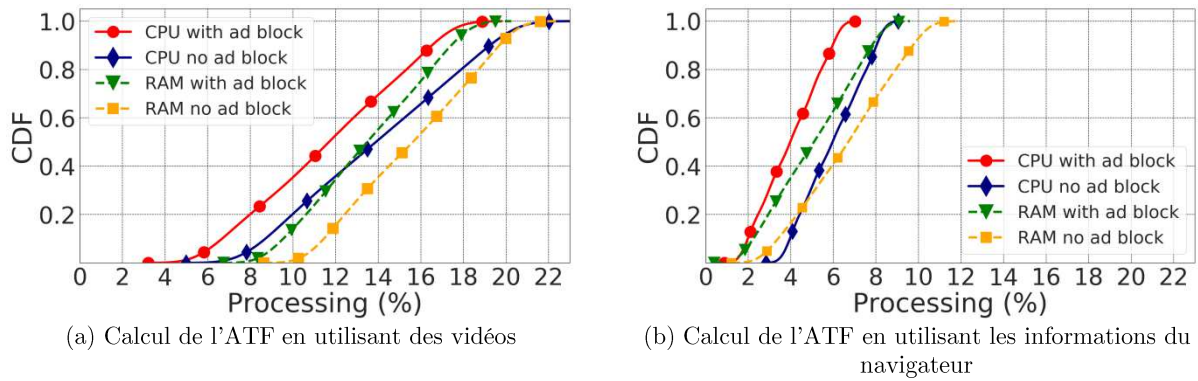 1.0
0.8
0.6
0.4
0.2
CDF
CPU with ad block
CPU no ad block
RAM with ad block
RAM no ad block
0 2 4 6 8 10 12 14 16 18 20 22
Processing (%)
(a) Calcul de l'ATF en utilisant des vidéos
1.0
0.8
0.6
0.4
0.2
CDF
CPU with ad block
CPU no ad block
RAM with ad block
RAM no ad block
0 2 4 6 8 10 12 14 16 18 20 22
Processing (%)
(b) Calcul de l'ATF en utilisant les informations du
navigateur